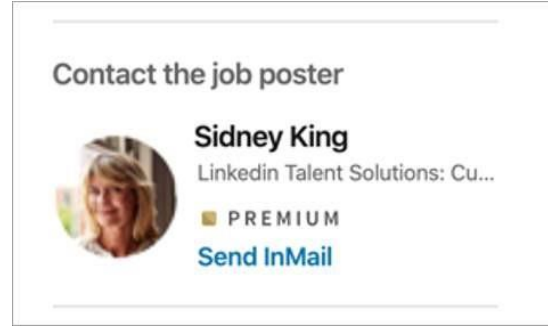 Contact the job poster
Sidney King
Linkedin Talent Solutions: Cu...
PREMIUM
Send InMail